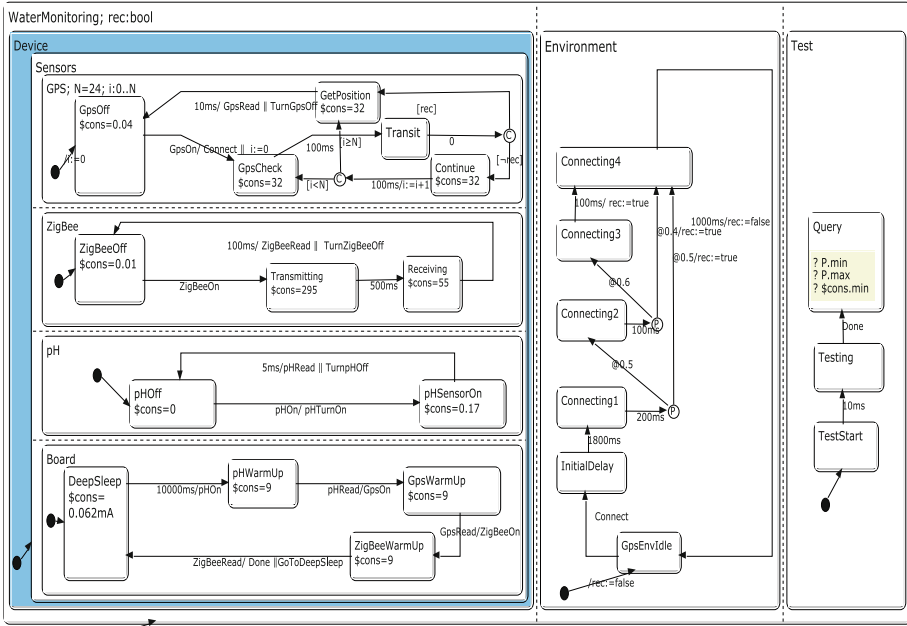 WaterMonitoring; rec:bool
Device
Sensors
GPS; N=24; i:0..N
GpsOff
$cons=0.04
/i:=0
10ms/ GpsRead || TurnGpsOff
GetPosition
$cons=32
[rec]
Transit
0
C
[i≥N]
100ms
GpsOn/ Connect || i:=0
GpsCheck
$cons=32
[i<N]
C
100ms/i:=i+1
Continue
$cons=32
[¬rec]
ZigBee
ZigBeeOff
$cons=0.01
100ms/ ZigBeeRead || TurnZigBeeOff
ZigBeeOn
Transmitting
$cons=295
500ms
Receiving
$cons=55
pH
5ms/pHRead || TurnpHOff
pHOff
$cons=0
pHOn/ pHTurnOn
pHSensorOn
$cons=0.17
Board
DeepSleep
$cons=
0.062mA
10000ms/pHOn
pHWarmUp
$cons=9
pHRead/GpsOn
GpsWarmUp
$cons=9
GpsRead/ZigBeeOn
ZigBeeWarmUp
$cons=9
ZigBeeRead/ Done ||GoToDeepSleep
Environment
Connecting4
100ms/ rec:=true
1000ms/rec:=false
@0.4/rec:=true
Connecting3
@0.5/rec:=true
@0.6
Connecting2
100ms
P
@0.5
Connecting1
200ms
P
1800ms
InitialDelay
Connect
GpsEnvIdle
/rec:=false
Test
Query
? P.min
? P.max
? $cons.min
Done
Testing
10ms
TestStart